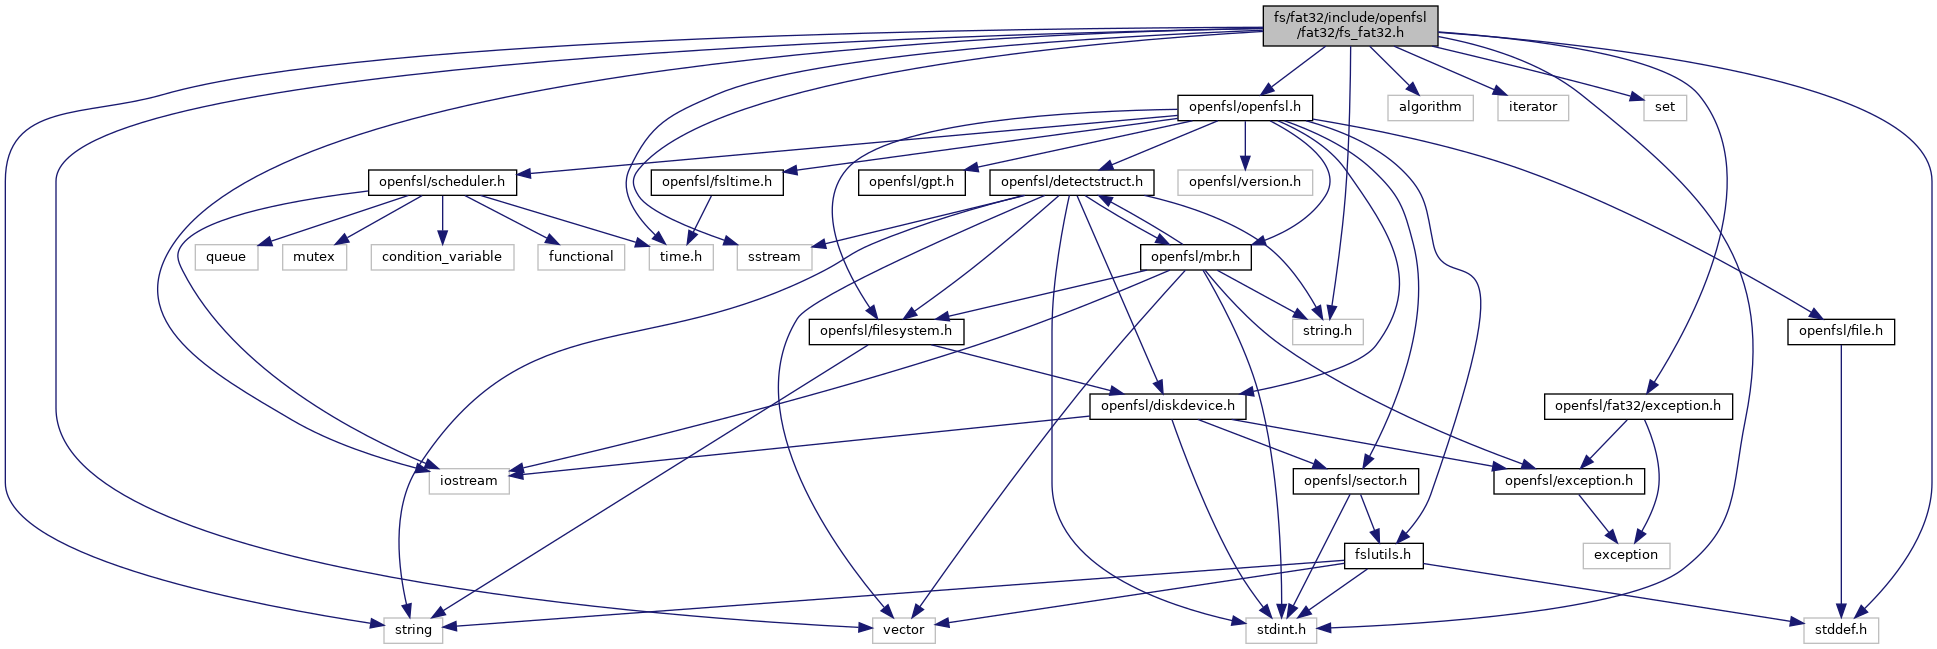 fs/fat32/include/openfsl
/fat32/fs_fat32.h
openfsl/openfsl.h
algorithm
iterator
set
openfsl/scheduler.h
openfsl/fsltime.h
openfsl/gpt.h
openfsl/detectstruct.h
openfsl/version.h
queue
mutex
condition_variable
functional
time.h
sstream
openfsl/mbr.h
openfsl/filesystem.h
string.h
openfsl/file.h
openfsl/diskdevice.h
openfsl/fat32/exception.h
iostream
openfsl/sector.h
openfsl/exception.h
fslutils.h
exception
string
vector
stdint.h
stddef.h